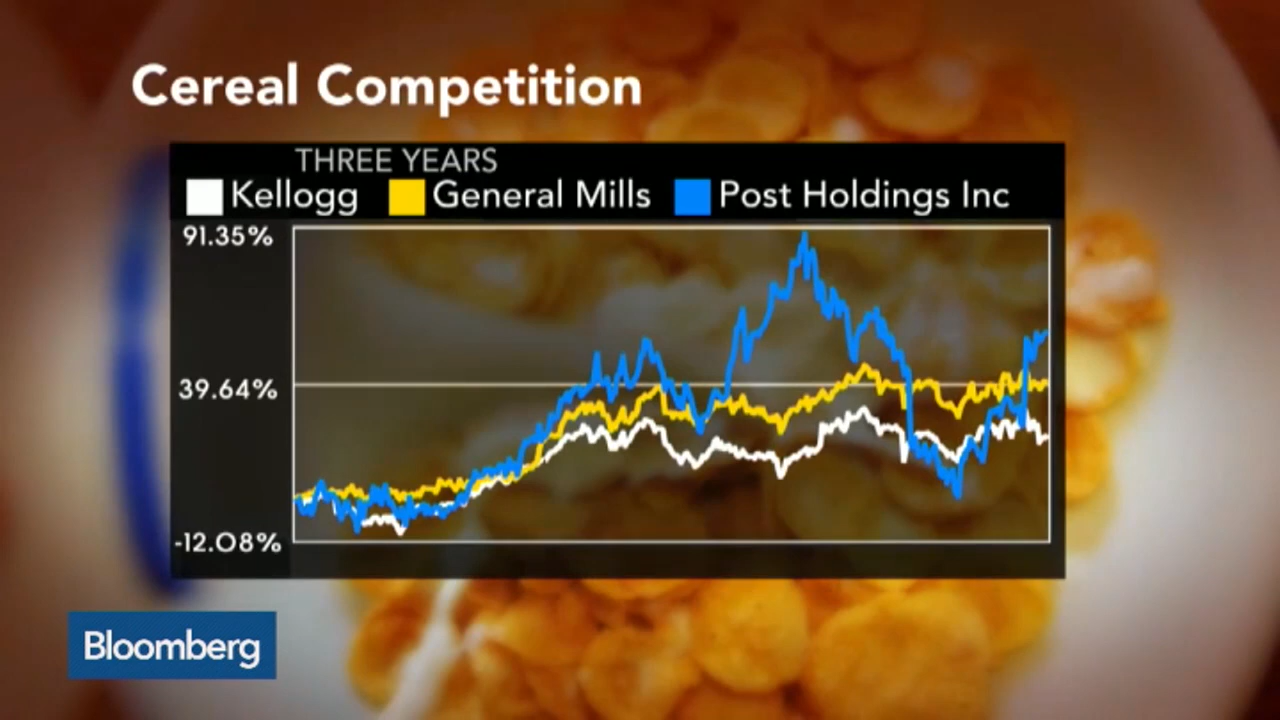 Cereal Competition
THREE YEARS
Kellogg General Mills Post Holdings Inc
91.35%
39.64%
-12.08%
Bloomberg